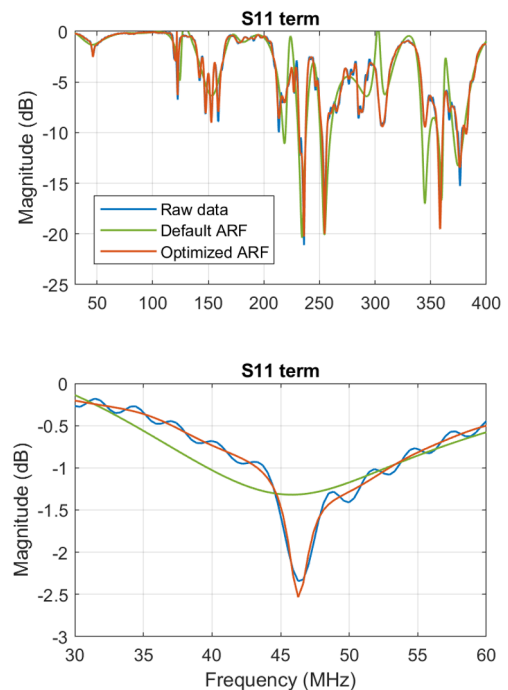 S11 term
0
-5
-10
-15
-20
-25
Magnitude (dB)
Raw data
Default ARF
Optimized ARF
50 100 150 200 250 300 350 400
S11 term
0
-0.5
-1
-1.5
-2
-2.5
-3
Magnitude (dB)
30 35 40 45 50 55 60
Frequency (MHz)